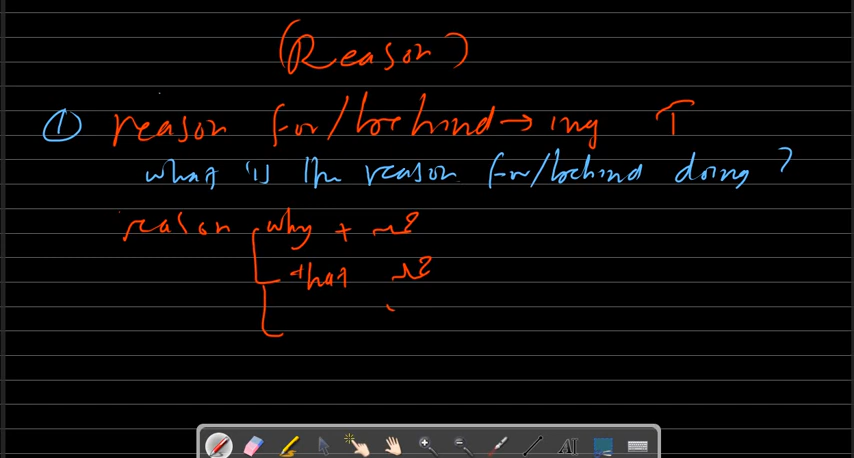 (Reason)
① reason for/behind → ing T
what is the reason for/behind doing ?
reason why +
that